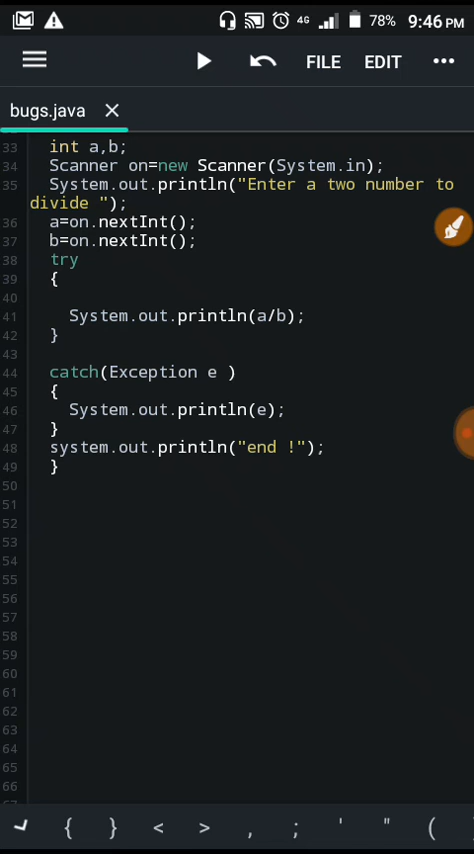 4G 78% 9:46 PM
FILE EDIT
bugs.java
33 int a,b;
34 Scanner on=new Scanner(System.in);
35 System.out.println("Enter a two number to
divide ");
36 a=on.nextInt();
37 b=on.nextInt();
38 try
39 {
40
41 System.out.println(a/b);
42 }
43
44 catch(Exception e )
45 {
46 System.out.println(e);
47 }
48 system.out.println("end !");
49 }
50
51
52
53
54
55
56
57
58
59
60
61
62
63
64
65
66
{ } < > , ; ' " (